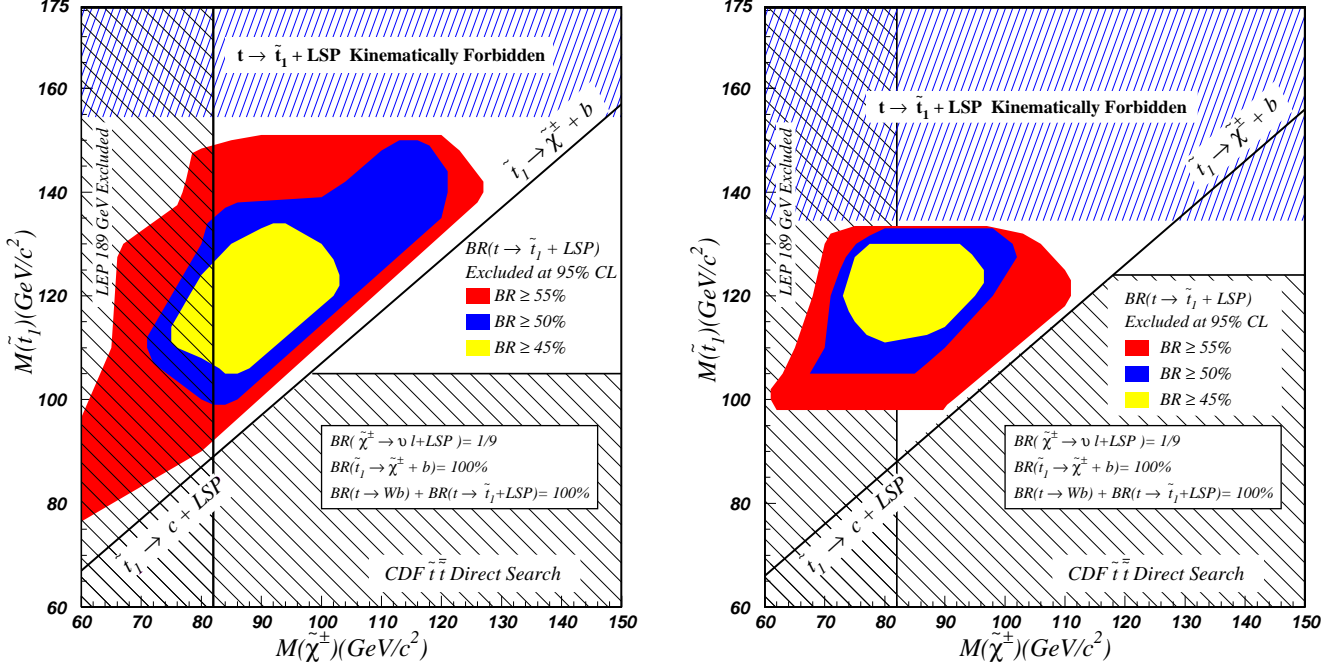 175
160
140
120
100
80
60
60 70 80 90 100 110 120 130 140 150
M(t̃₁)(GeV/c²)
M(χ̃±)(GeV/c²)
t → t̃₁ + LSP Kinematically Forbidden
LEP 189 GeV Excluded
t̃₁ → χ̃± + b
BR(t → t̃₁ + LSP)
Excluded at 95% CL
BR ≥ 55%
BR ≥ 50%
BR ≥ 45%
BR( χ̃± → υ l+LSP )= 1/9
BR(t̃₁ → χ̃± + b)= 100%
BR(t → Wb) + BR(t → t̃₁+LSP)= 100%
t̃₁ → c + LSP
CDF t̃ t̃̄ Direct Search
175
160
140
120
100
80
60
60 70 80 90 100 110 120 130 140 150
M(t̃₁)(GeV/c²)
M(χ̃±)(GeV/c²)
t → t̃₁ + LSP Kinematically Forbidden
LEP 189 GeV Excluded
t̃₁ → χ̃± + b
BR(t → t̃₁ + LSP)
Excluded at 95% CL
BR ≥ 55%
BR ≥ 50%
BR ≥ 45%
BR( χ̃± → υ l+LSP )= 1/9
BR(t̃₁ → χ̃± + b)= 100%
BR(t → Wb) + BR(t → t̃₁+LSP)= 100%
t̃₁ → c + LSP
CDF t̃ t̃̄ Direct Search